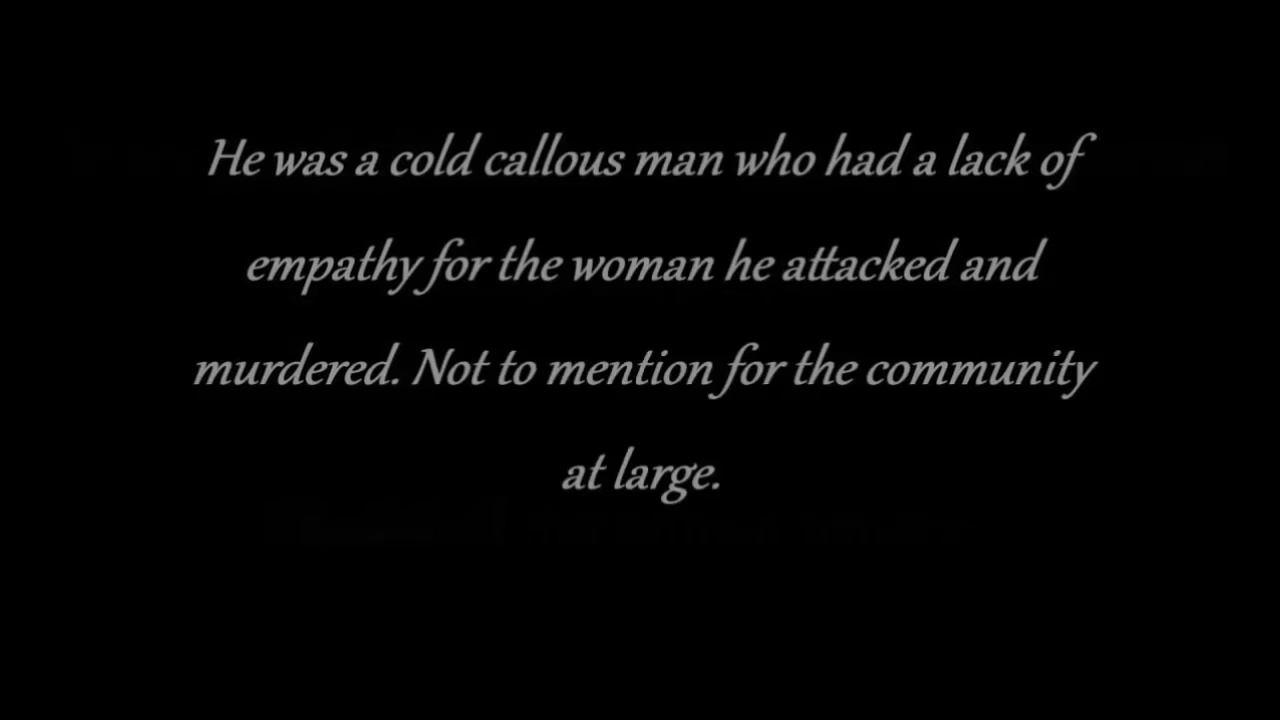 He was a cold callous man who had a lack of
empathy for the woman he attacked and
murdered. Not to mention for the community
at large.